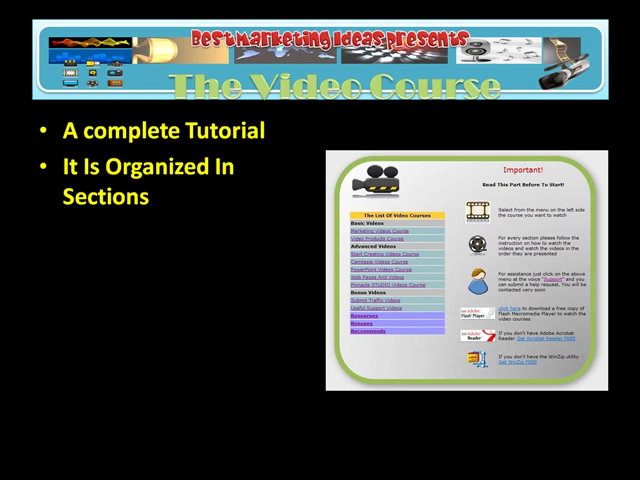 Best Marketing Ideas Presents
The Video Course
• A complete Tutorial
• It Is Organized In
Sections
The List Of Video Courses
Basic Videos
Marketing Videos Course
Video Products Course
Advanced Videos
Start Creating Videos Course
Camtasia Videos Course
PowerPoint Videos Course
Web Pages And Videos
Pinnacle STUDIO Videos Course
Bonus Videos
Submit Traffic Videos
Useful Support Videos
Resourses
Bonuses
Recommends
Important!
Read This Part Before To Start!
Select from the menu on the left side
the course you want to watch
For every section please follow the
instruction on how to watch the
videos and watch the videos in the
order they are presented
For assistance just click on the above
menu at the voice "Support" and you
can submit a help request. You will be
contacted very soon
click here to download a free copy of
Flash Macromedia Player to watch the
video courses
Flash Player
If you don't have Adobe Acrobat
Reader Get Acrobat Reader FREE
Adobe
Reader
If you don't have the WinZip utility
Get WinZip FREE